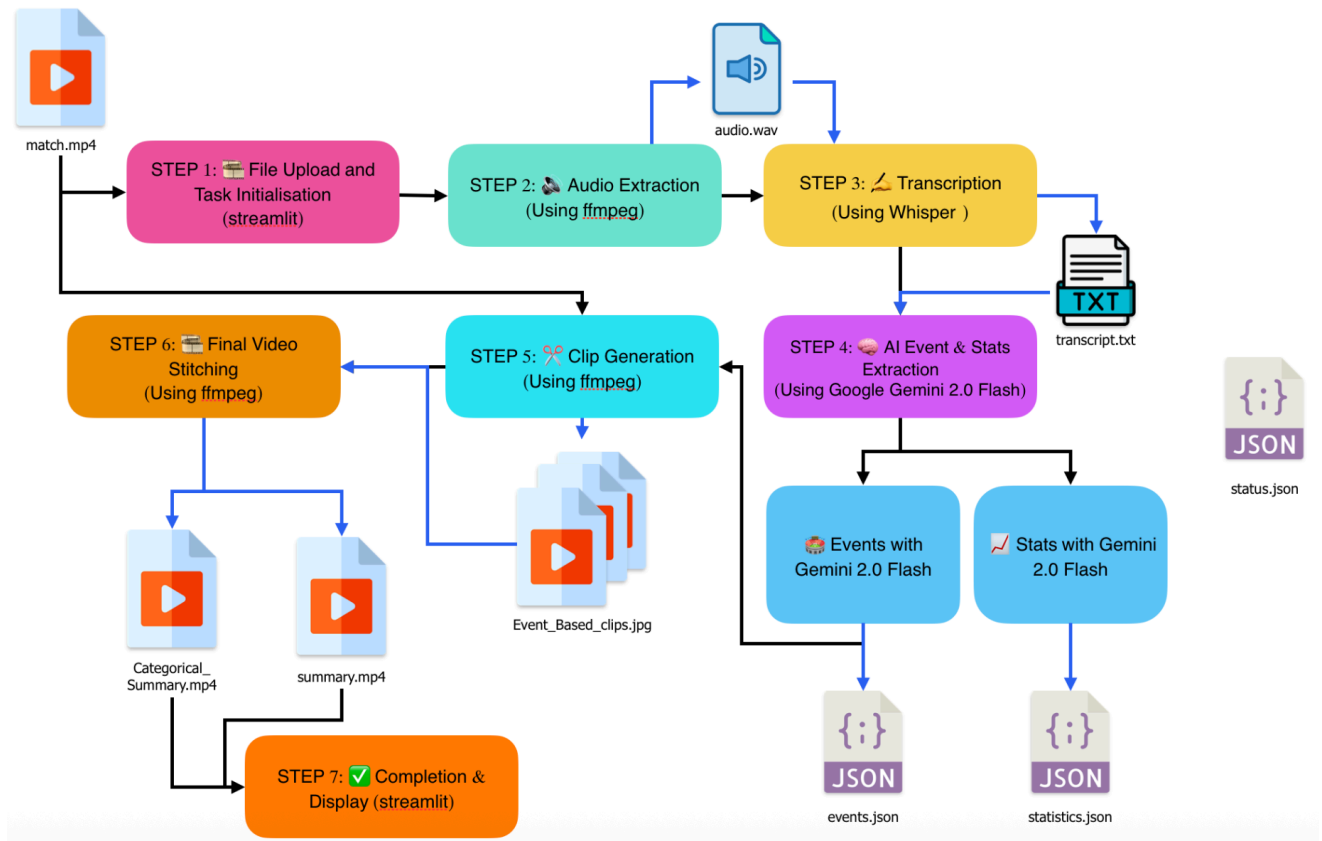 match.mp4
STEP 1: File Upload and
Task Initialisation
(streamlit)
STEP 2: Audio Extraction
(Using ffmpeg)
audio.wav
STEP 3: Transcription
(Using Whisper )
TXT
transcript.txt
STEP 4: AI Event & Stats
Extraction
(Using Google Gemini 2.0 Flash)
STEP 5: Clip Generation
(Using ffmpeg)
STEP 6: Final Video
Stitching
(Using ffmpeg)
{;}
JSON
status.json
Events with
Gemini 2.0 Flash
Stats with Gemini
2.0 Flash
Event_Based_clips.jpg
Categorical_
Summary.mp4
summary.mp4
{;}
JSON
events.json
{;}
JSON
statistics.json
STEP 7: Completion &
Display (streamlit)